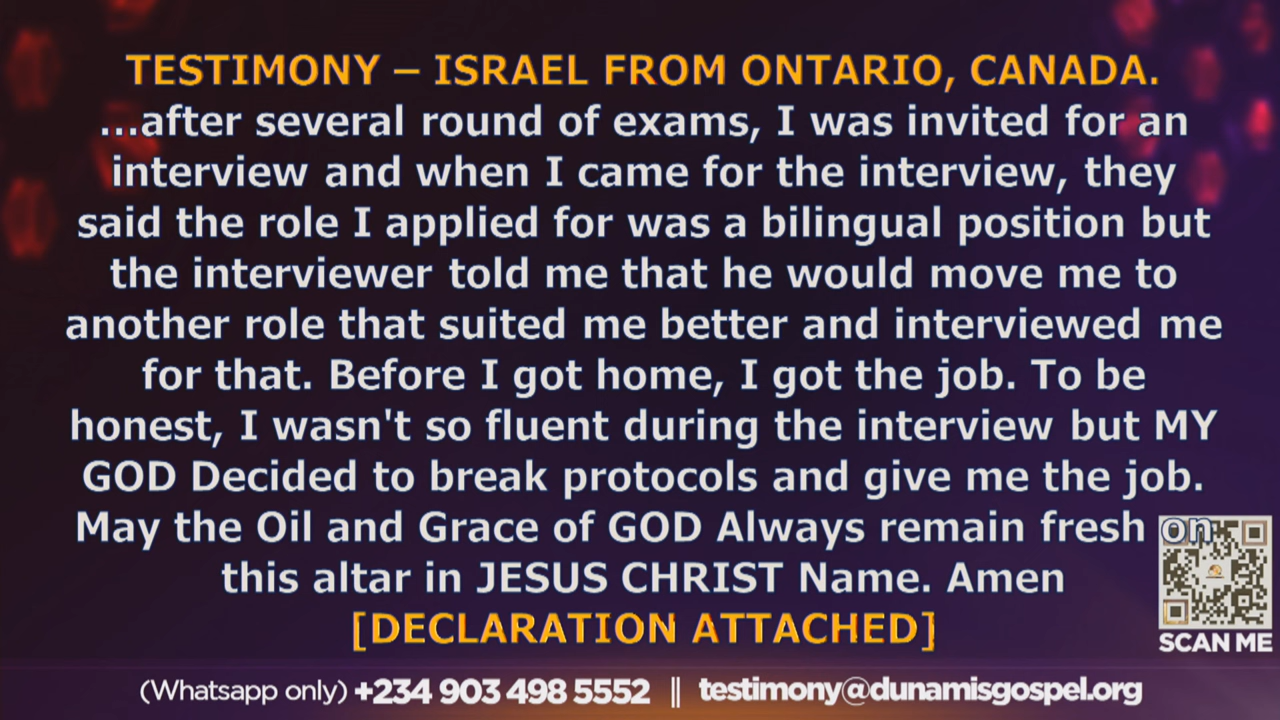 TESTIMONY – ISRAEL FROM ONTARIO, CANADA.
...after several round of exams, I was invited for an
interview and when I came for the interview, they
said the role I applied for was a bilingual position but
the interviewer told me that he would move me to
another role that suited me better and interviewed me
for that. Before I got home, I got the job. To be
honest, I wasn't so fluent during the interview but MY
GOD Decided to break protocols and give me the job.
May the Oil and Grace of GOD Always remain fresh on
this altar in JESUS CHRIST Name. Amen
[DECLARATION ATTACHED]
SCAN ME
(Whatsapp only) +234 903 498 5552 || testimony@dunamisgospel.org